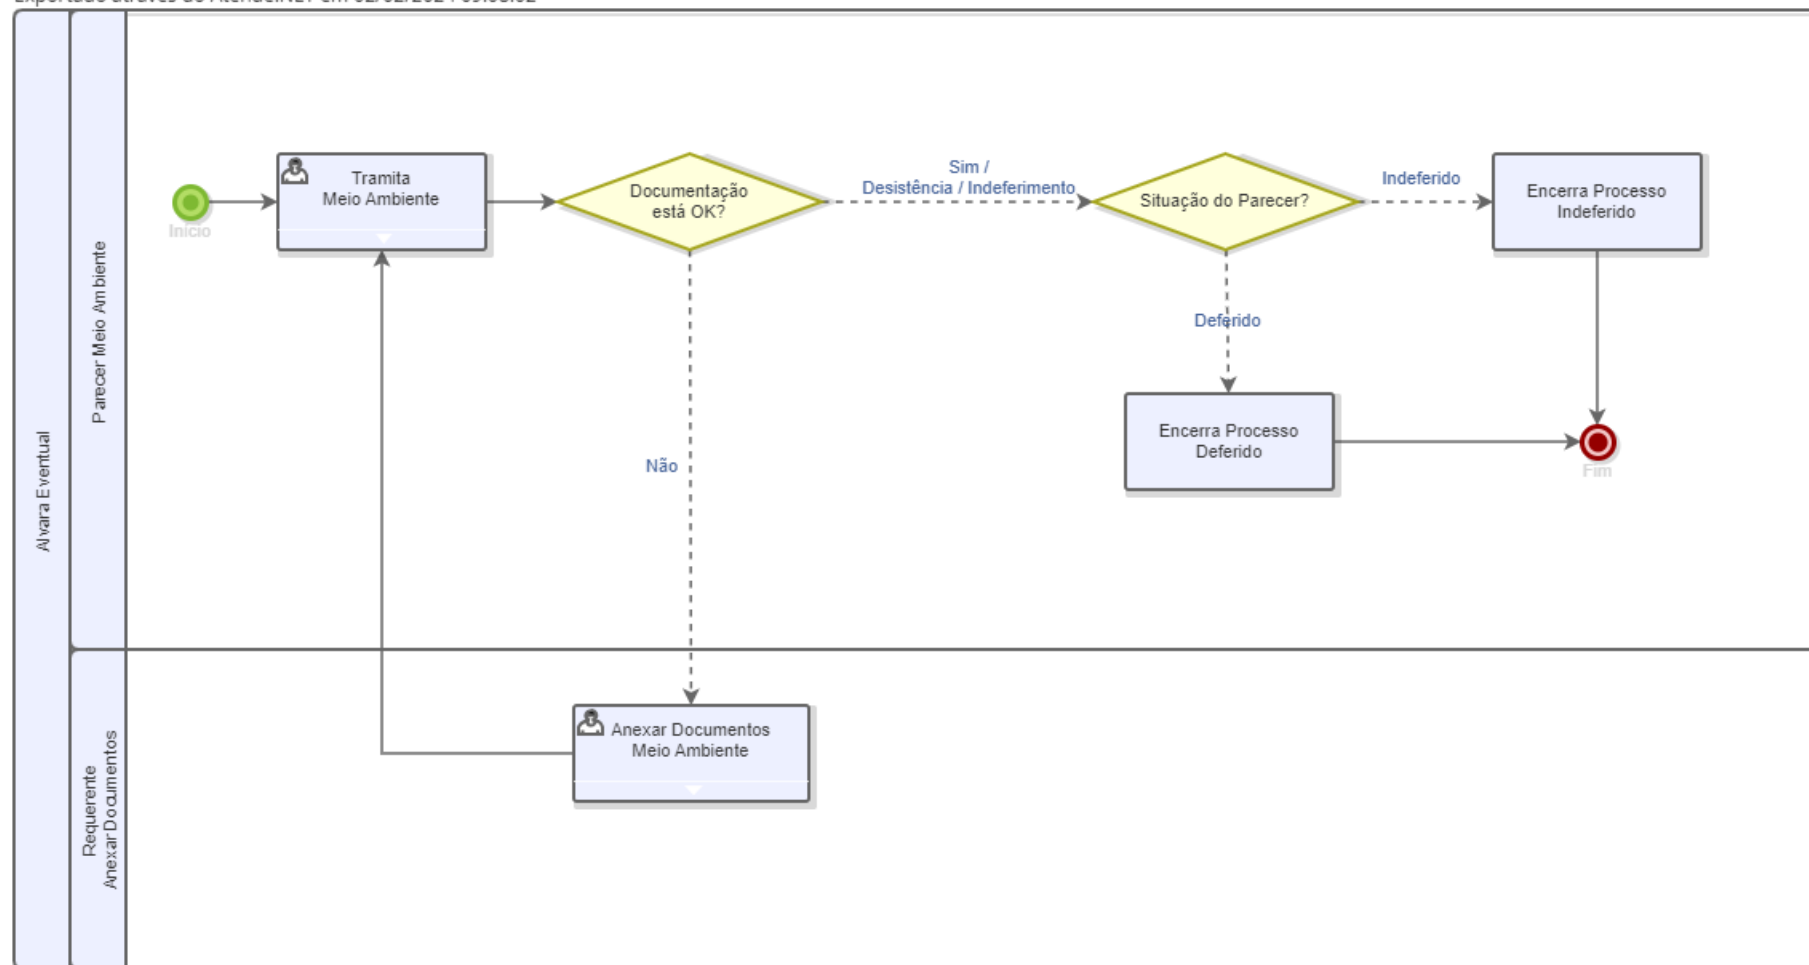 Alvara Eventual
Parecer Meio Ambiente
Início
Tramita
Meio Ambiente
Documentação
está OK?
Sim /
Desistência / Indeferimento
Situação do Parecer?
Indeferido
Encerra Processo
Indeferido
Deferido
Encerra Processo
Deferido
Fim
Não
Requerente
Anexar Documentos
Anexar Documentos
Meio Ambiente